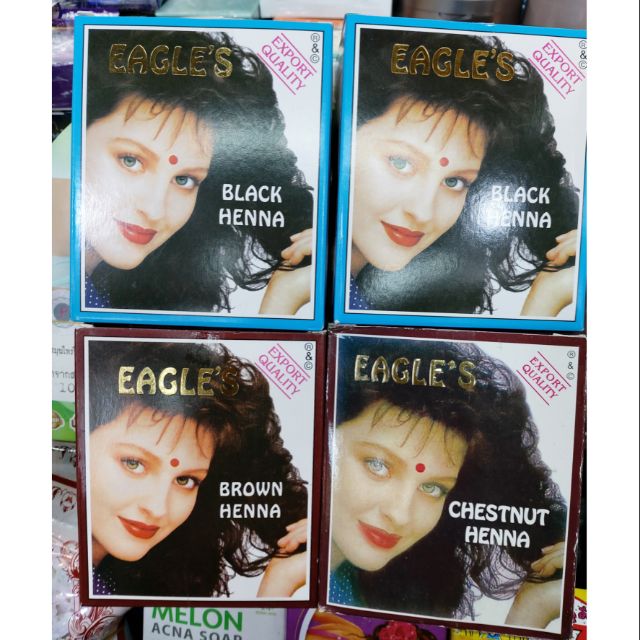 EAGLE'S
EXPORT
QUALITY
® & ©
BLACK
HENNA
EAGLE'S
EXPORT
QUALITY
® & ©
BLACK
HENNA
EAGLE'S
EXPORT
QUALITY
® & ©
BROWN
HENNA
EAGLE'S
EXPORT
QUALITY
® & ©
CHESTNUT
HENNA
MELON
ACNA SOAP